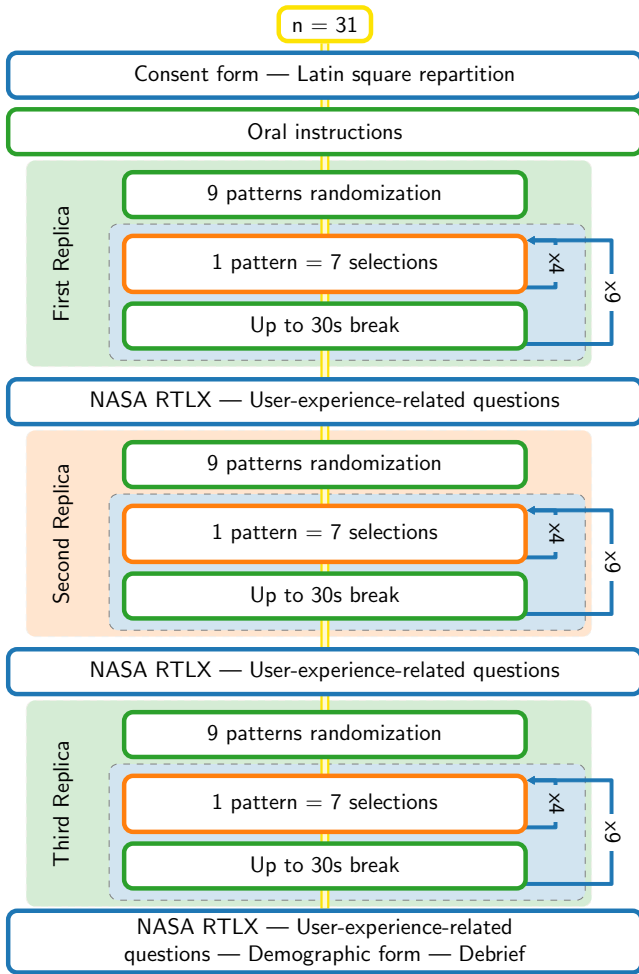 n = 31
Consent form — Latin square repartition
Oral instructions
First Replica
9 patterns randomization
1 pattern = 7 selections
×4
×9
Up to 30s break
NASA RTLX — User-experience-related questions
Second Replica
9 patterns randomization
1 pattern = 7 selections
×4
×9
Up to 30s break
NASA RTLX — User-experience-related questions
Third Replica
9 patterns randomization
1 pattern = 7 selections
×4
×9
Up to 30s break
NASA RTLX — User-experience-related
questions — Demographic form — Debrief